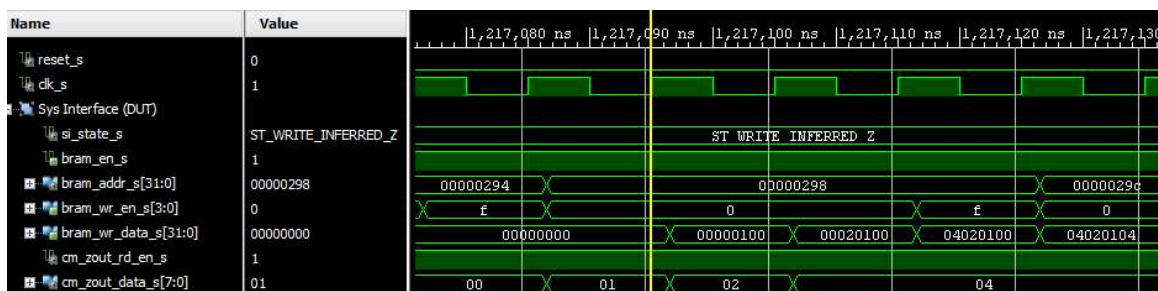 Name Value
1,217,080 ns 1,217,090 ns 1,217,100 ns 1,217,110 ns 1,217,120 ns 1,217,130
reset_s 0
clk_s 1
Sys Interface (DUT)
si_state_s ST_WRITE_INFERRED_Z ST WRITE INFERRED Z
bram_en_s 1
bram_addr_s[31:0] 00000298 00000294 00000298 0000029c
bram_wr_en_s[3:0] 0 f 0 f 0
bram_wr_data_s[31:0] 00000000 00000000 00000100 00020100 04020100 04020104
cm_zout_rd_en_s 1
cm_zout_data_s[7:0] 01 00 01 02 04